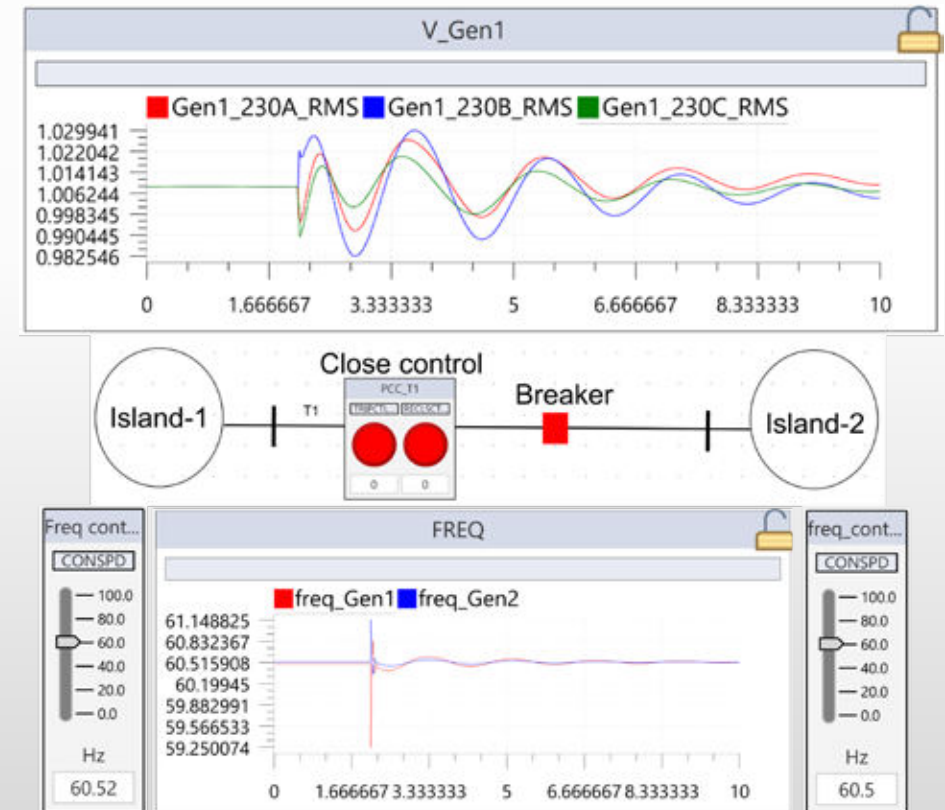 V_Gen1
Gen1_230A_RMS Gen1_230B_RMS Gen1_230C_RMS
1.029941
1.022042
1.014143
1.006244
0.998345
0.990445
0.982546
0 1.666667 3.333333 5 6.666667 8.333333 10
Close control
PCC_T1
Breaker
Island-1
T1
Island-2
0 0
Freq cont...
CONSPD
100.0
80.0
60.0
40.0
20.0
0.0
Hz
60.52
FREQ
freq_Gen1 freq_Gen2
61.148825
60.832367
60.515908
60.19945
59.882991
59.566533
59.250074
0 1.666667 3.333333 5 6.666667 8.333333 10
freq_cont...
CONSPD
100.0
80.0
60.0
40.0
20.0
0.0
Hz
60.5